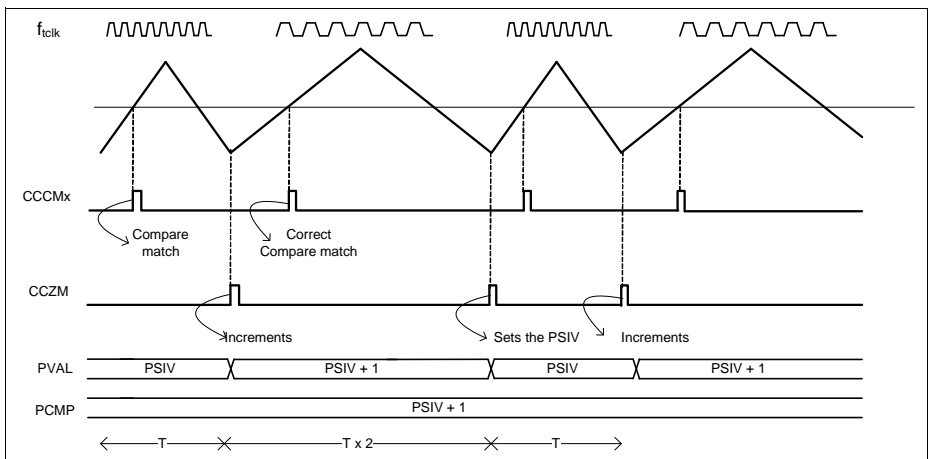 ftclk
CCCMx
Compare
match
Correct
Compare match
CCZM
Increments
Sets the PSIV
Increments
PVAL
PSIV
PSIV + 1
PSIV
PSIV + 1
PCMP
PSIV + 1
T
T x 2
T